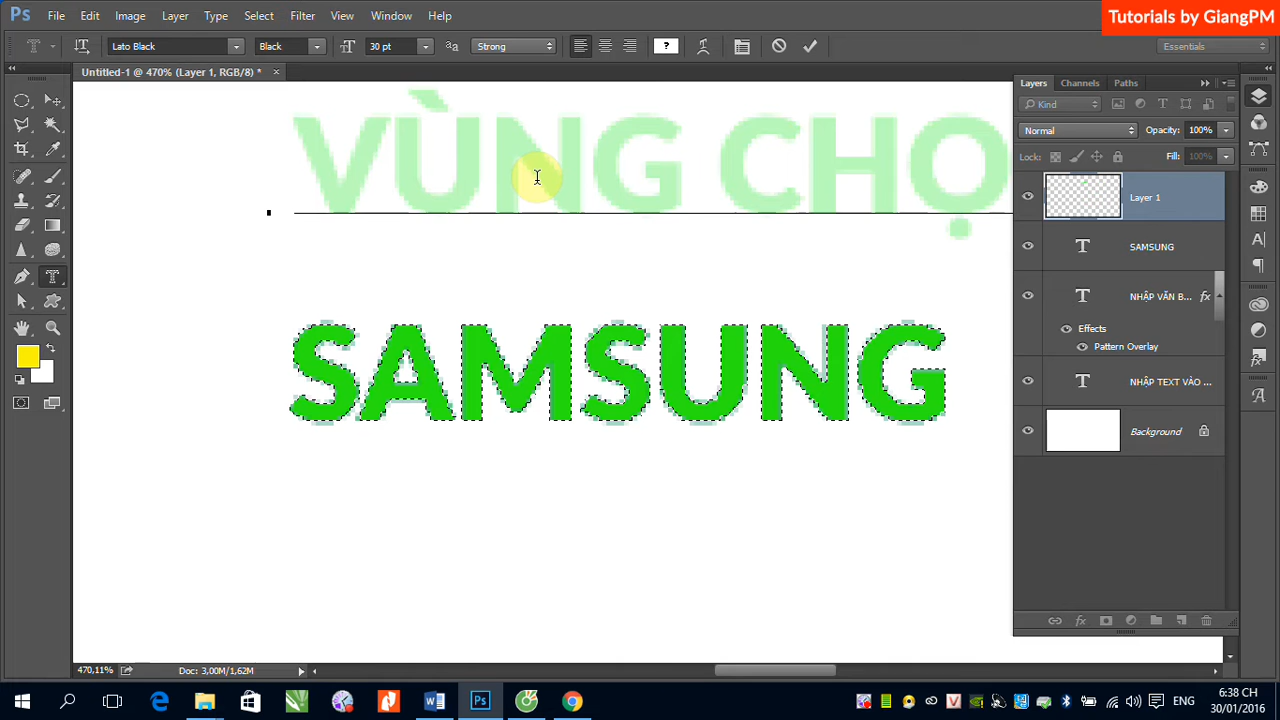 Tutorials by GiangPM
Ps File Edit Image Layer Type Select Filter View Window Help
T Lato Black Black 30 pt Strong ? Essentials
Untitled-1 @ 470% (Layer 1, RGB/8) *
Layers Channels Paths
Kind
Normal Opacity: 100%
Lock: Fill: 100%
Layer 1
T SAMSUNG
T NHẬP VĂN B... fx
Effects
Pattern Overlay
T NHẬP TEXT VÀO ...
Background
VÙNG CHỌ
SAMSUNG
470,11% Doc: 3,00M/1,62M
ENG
6:38 CH
30/01/2016